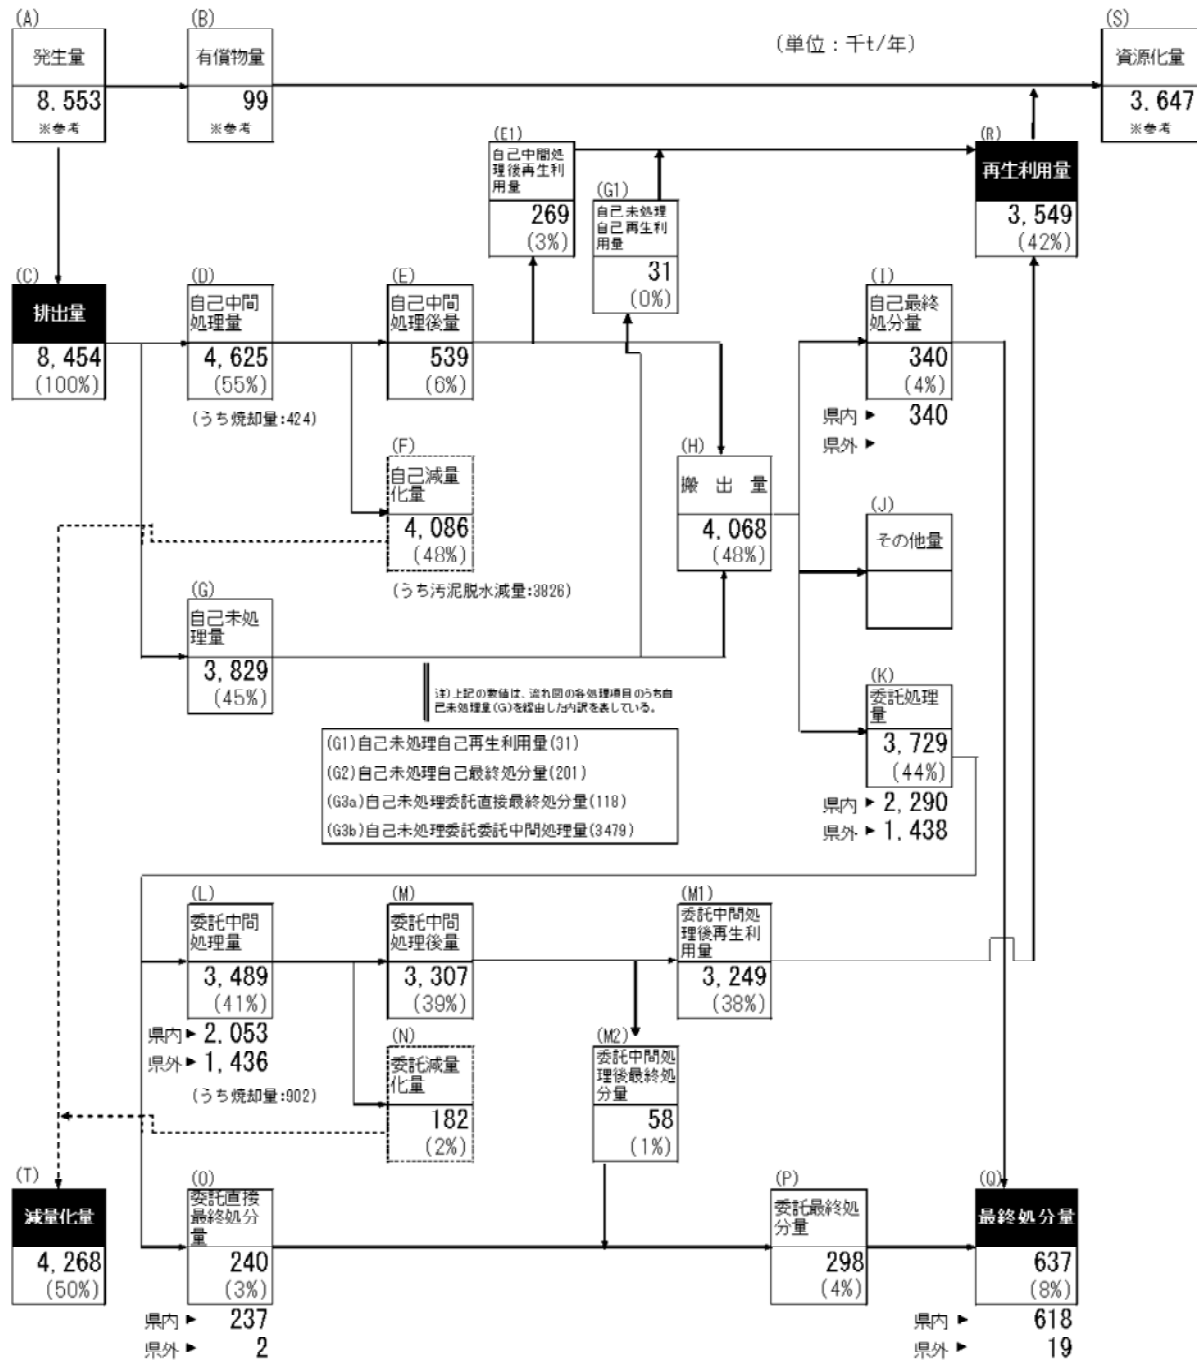 (A)
発生量
8,553
※参考
(B)
有償物量
99
※参考
(単位：千t/年)
(S)
資源化量
3,647
※参考
(E1)
自己中間処
理後再生利
用量
269
(3%)
(G1)
自己未処理
自己再生利
用量
31
(0%)
(R)
再生利用量
3,549
(42%)
(C)
排出量
8,454
(100%)
(D)
自己中間
処理量
4,625
(55%)
(うち焼却量:424)
(E)
自己中間
処理後量
539
(6%)
(F)
自己減量
化量
4,086
(48%)
(うち汚泥脱水減量:3826)
(G)
自己未処
理量
3,829
(45%)
(H)
搬 出 量
4,068
(48%)
(I)
自己最終
処分量
340
(4%)
県内 ► 340
県外 ►
(J)
その他量
(K)
委託処理
量
3,729
(44%)
県内 ► 2,290
県外 ► 1,438
注)上記の数値は、流れ図の各処理項目のうち自
己未処理量(G)を経由した内訳を表している。
(G1)自己未処理自己再生利用量(31)
(G2)自己未処理自己最終処分量(201)
(G3a)自己未処理委託直接最終処分量(118)
(G3b)自己未処理委託委託中間処理量(3479)
(L)
委託中間
処理量
3,489
(41%)
県内 ► 2,053
県外 ► 1,436
(うち焼却量:902)
(M)
委託中間
処理後量
3,307
(39%)
(N)
委託減量
化量
182
(2%)
(M1)
委託中間処
理後再生利
用量
3,249
(38%)
(M2)
委託中間処
理後最終処
分量
58
(1%)
(T)
減量化量
4,268
(50%)
(O)
委託直接
最終処分
量
240
(3%)
県内 ► 237
県外 ► 2
(P)
委託最終処
分量
298
(4%)
(Q)
最終処分量
637
(8%)
県内 ► 618
県外 ► 19